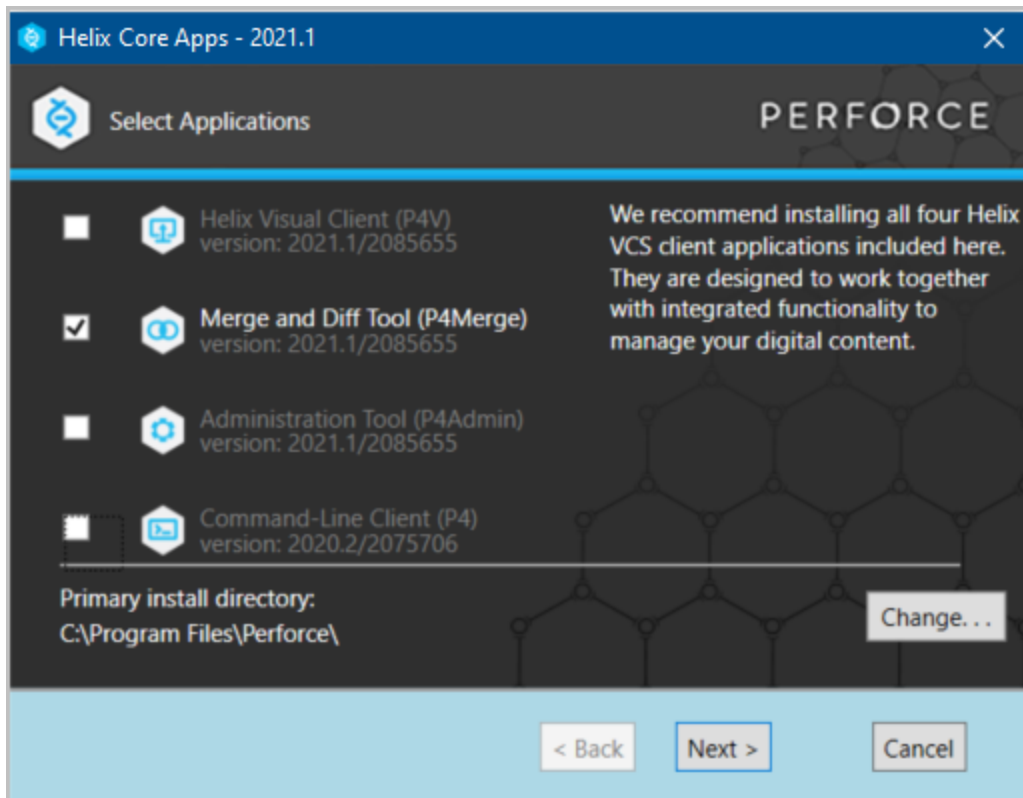 Helix Core Apps - 2021.1
Select Applications
PERFORCE
Helix Visual Client (P4V)
version: 2021.1/2085655
Merge and Diff Tool (P4Merge)
version: 2021.1/2085655
Administration Tool (P4Admin)
version: 2021.1/2085655
Command-Line Client (P4)
version: 2020.2/2075706
We recommend installing all four Helix
VCS client applications included here.
They are designed to work together
with integrated functionality to
manage your digital content.
Primary install directory:
C:\Program Files\Perforce\
Change. . .
< Back
Next >
Cancel